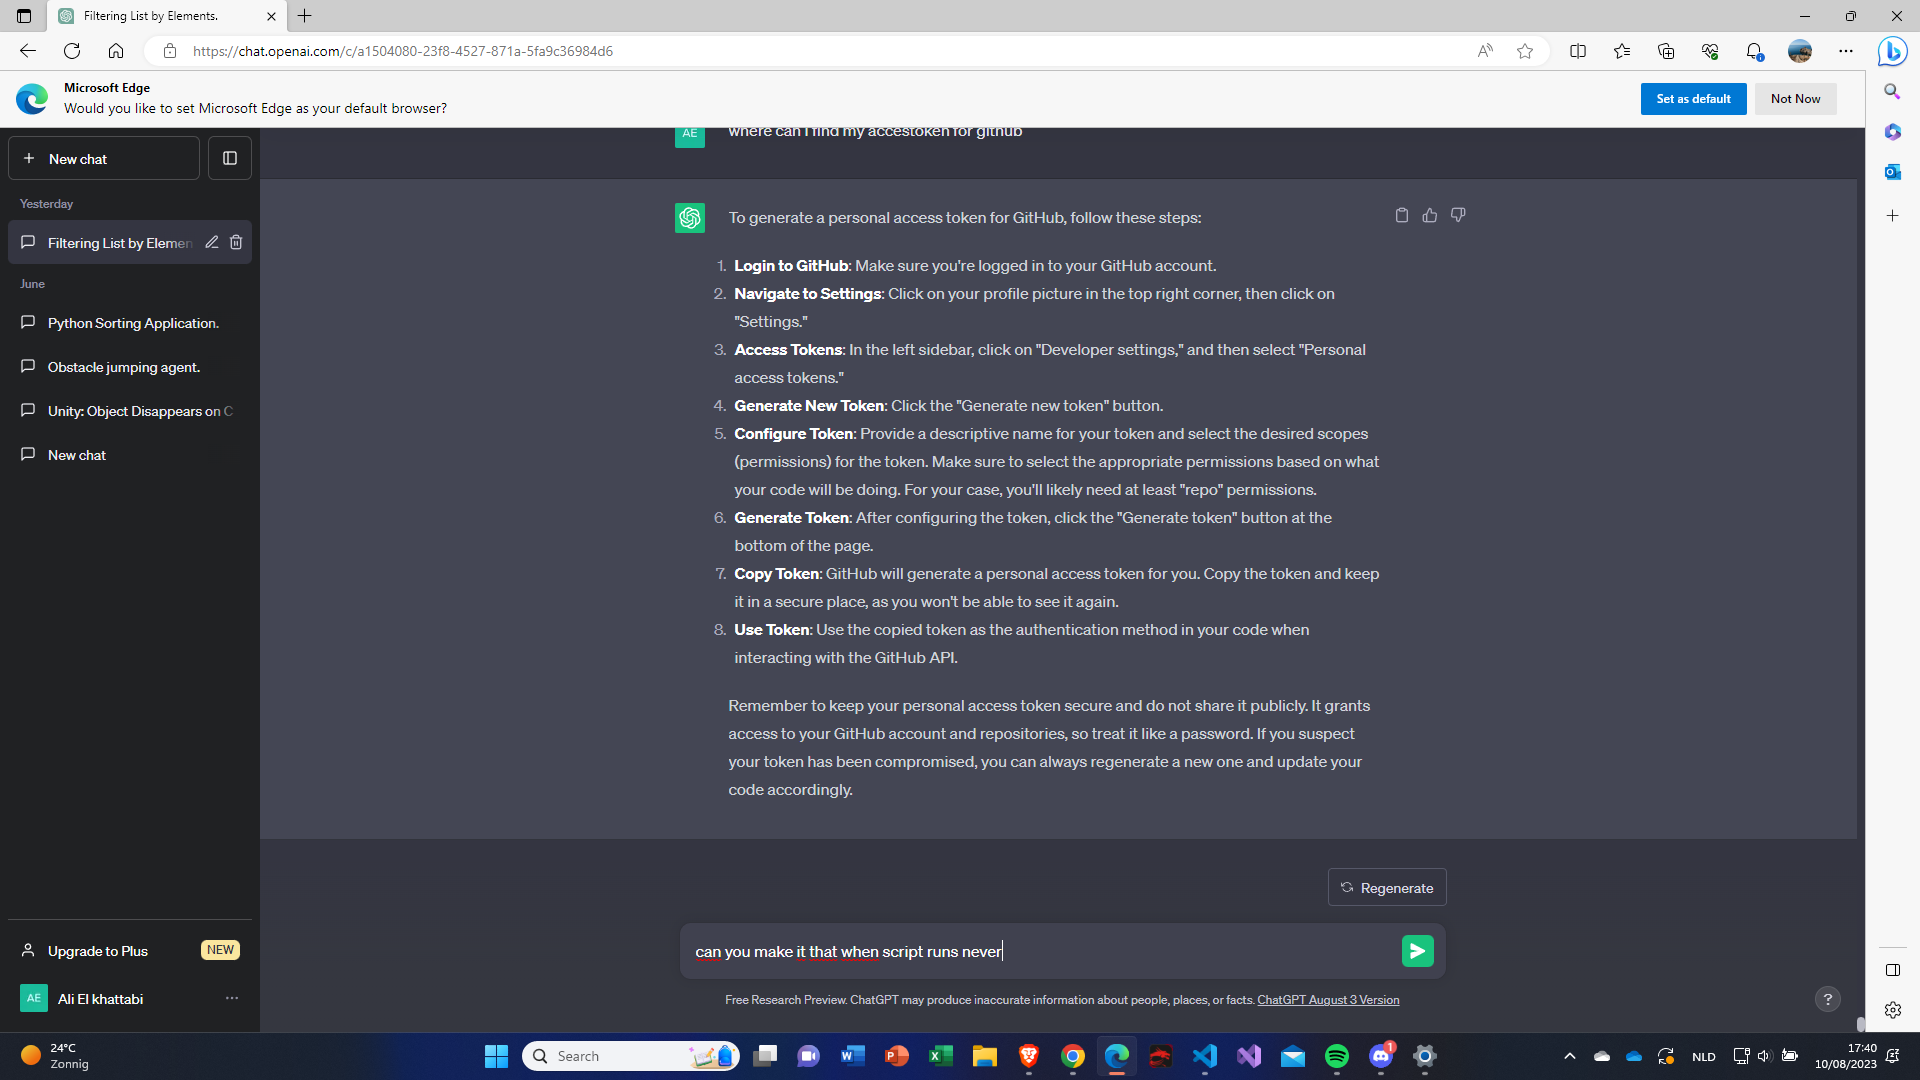 Filtering List by Elements.
https://chat.openai.com/c/a1504080-23f8-4527-871a-5fa9c36984d6
Microsoft Edge
Would you like to set Microsoft Edge as your default browser?
Set as default
Not Now
New chat
Yesterday
Filtering List by Elemen
June
Python Sorting Application.
Obstacle jumping agent.
Unity: Object Disappears on C
New chat
Upgrade to Plus
NEW
AE
Ali El khattabi
AE
where can I find my accestoken for github
To generate a personal access token for GitHub, follow these steps:
1. Login to GitHub: Make sure you're logged in to your GitHub account.
2. Navigate to Settings: Click on your profile picture in the top right corner, then click on
"Settings."
3. Access Tokens: In the left sidebar, click on "Developer settings," and then select "Personal
access tokens."
4. Generate New Token: Click the "Generate new token" button.
5. Configure Token: Provide a descriptive name for your token and select the desired scopes
(permissions) for the token. Make sure to select the appropriate permissions based on what
your code will be doing. For your case, you'll likely need at least "repo" permissions.
6. Generate Token: After configuring the token, click the "Generate token" button at the
bottom of the page.
7. Copy Token: GitHub will generate a personal access token for you. Copy the token and keep
it in a secure place, as you won't be able to see it again.
8. Use Token: Use the copied token as the authentication method in your code when
interacting with the GitHub API.
Remember to keep your personal access token secure and do not share it publicly. It grants
access to your GitHub account and repositories, so treat it like a password. If you suspect
your token has been compromised, you can always regenerate a new one and update your
code accordingly.
Regenerate
can you make it that when script runs never
Free Research Preview. ChatGPT may produce inaccurate information about people, places, or facts. ChatGPT August 3 Version
?
24°C
Zonnig
Search
1
NLD
17:40
10/08/2023